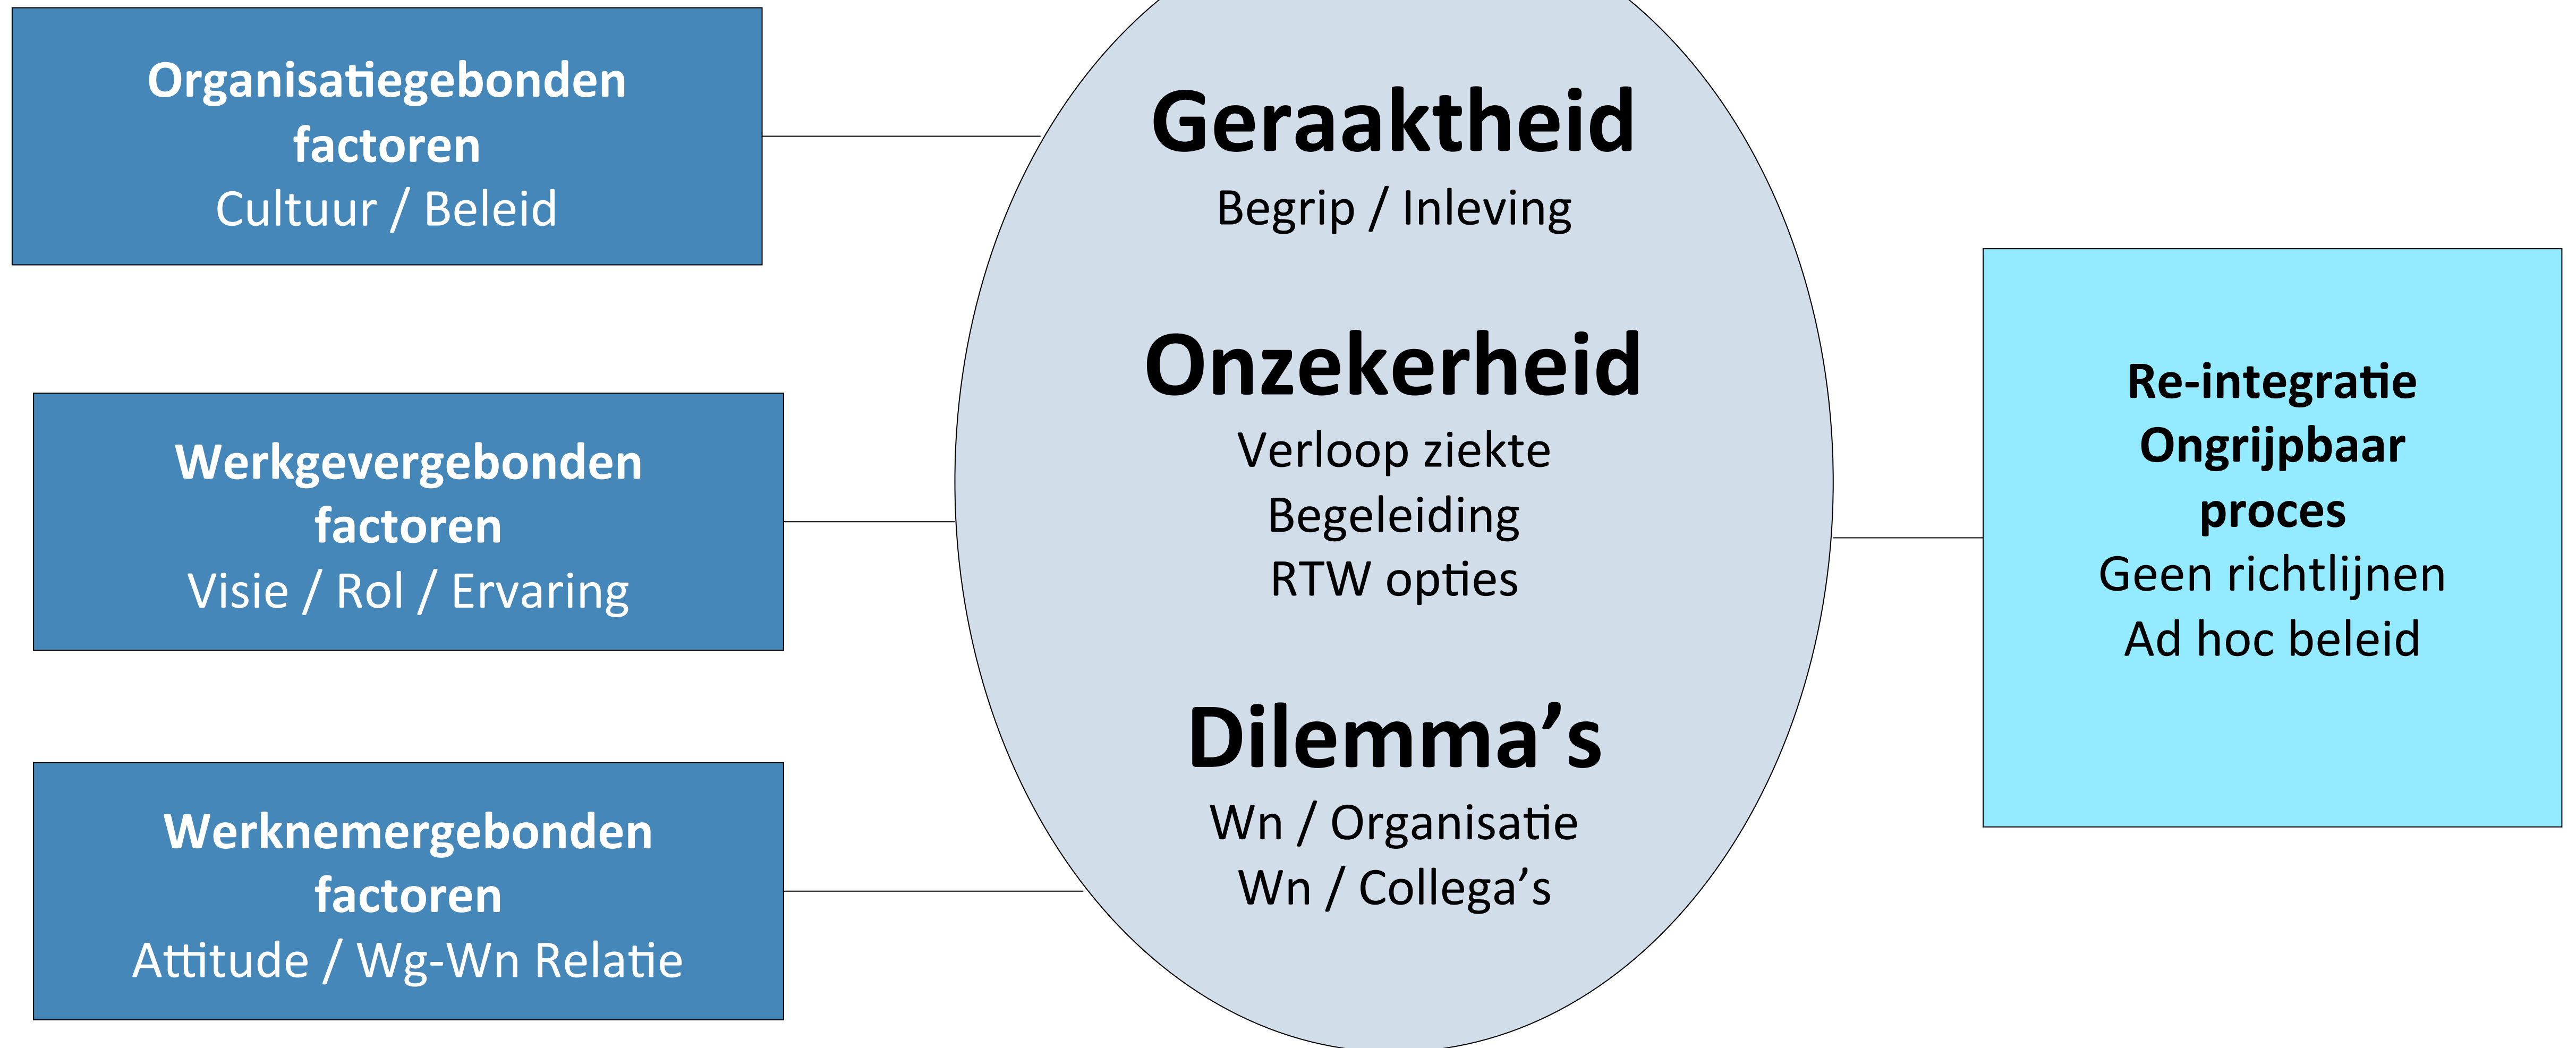 Organisatiegebonden
factoren
Cultuur / Beleid
Werkgevergebonden
factoren
Visie / Rol / Ervaring
Werknemergebonden
factoren
Attitude / Wg-Wn Relatie
Geraaktheid
Begrip / Inleving
Onzekerheid
Verloop ziekte
Begeleiding
RTW opties
Dilemma’s
Wn / Organisatie
Wn / Collega’s
Re-integratie
Ongrijpbaar
proces
Geen richtlijnen
Ad hoc beleid